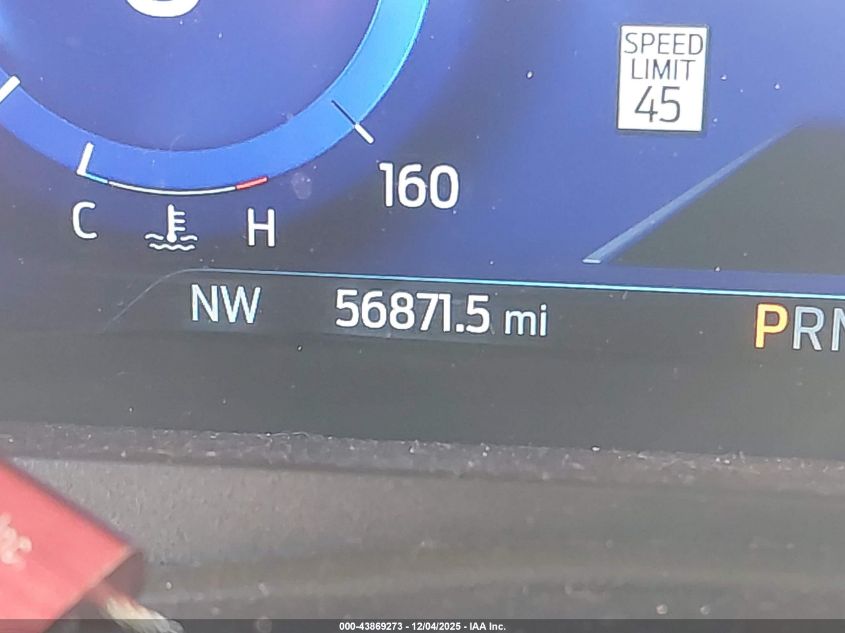 SPEED
LIMIT
45
160
C H
NW 56871.5 mi PRN
000-43869273 - 12/04/2025 - IAA Inc.